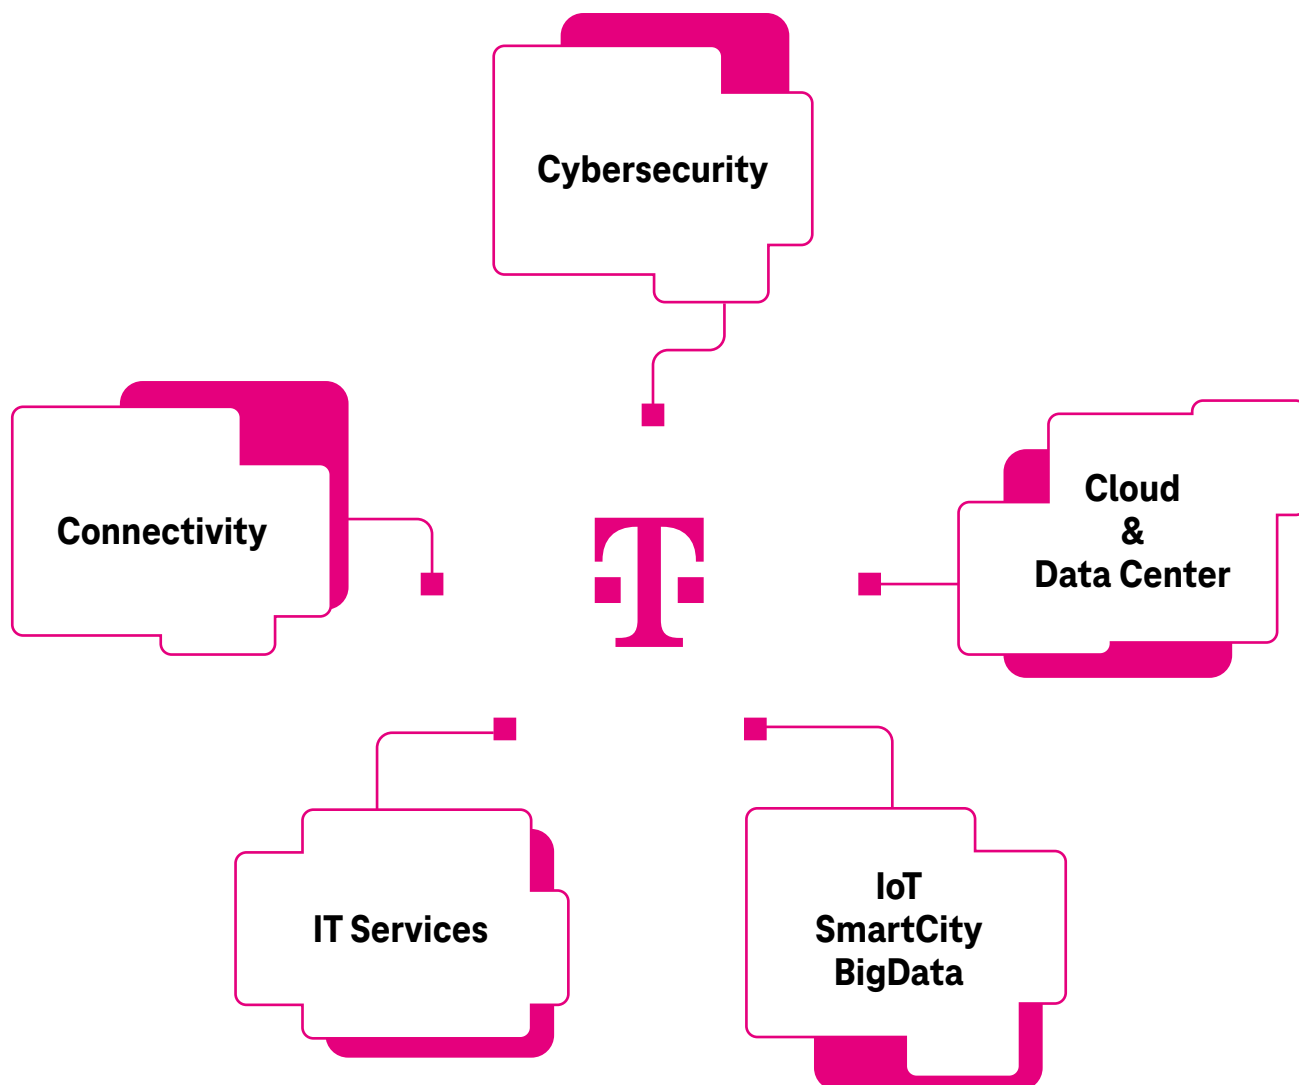 Cybersecurity
Connectivity
Cloud
&
Data Center
T
IT Services
IoT
SmartCity
BigData